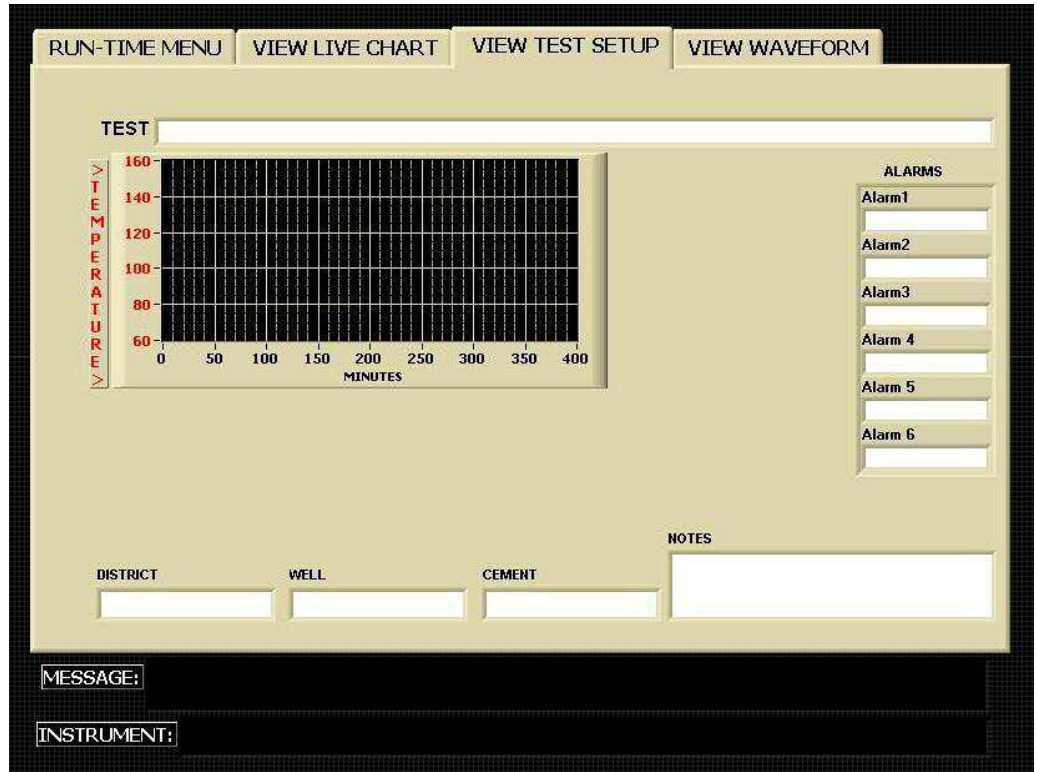 RUN-TIME MENU
VIEW LIVE CHART
VIEW TEST SETUP
VIEW WAVEFORM
TEST
>TEMPERATURE>
160
140
120
100
80
60
0 50 100 150 200 250 300 350 400
MINUTES
ALARMS
Alarm1
Alarm2
Alarm3
Alarm 4
Alarm 5
Alarm 6
DISTRICT
WELL
CEMENT
NOTES
MESSAGE:
INSTRUMENT: